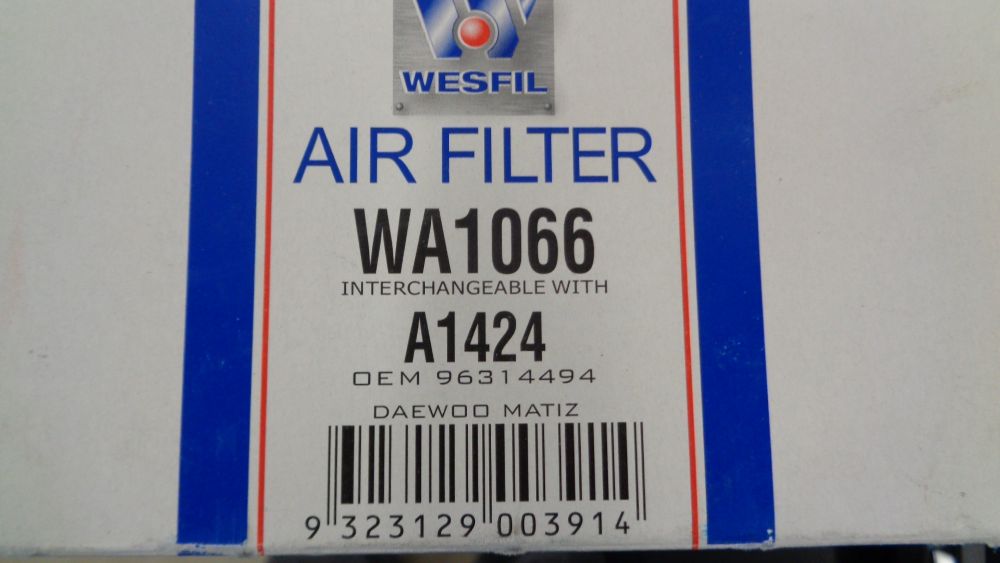 WESFIL
AIR FILTER
WA1066
INTERCHANGEABLE WITH
A1424
OEM 96314494
DAEWOO MATIZ
9 323129 003914